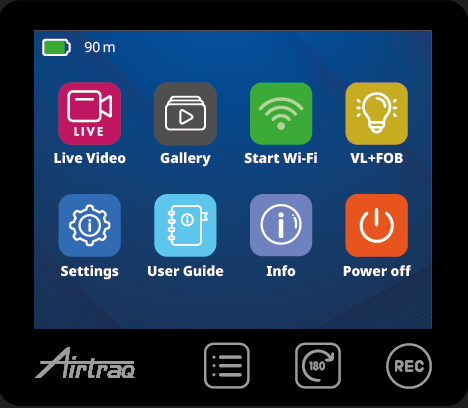 90 m
LIVE
Live Video Gallery Start Wi-Fi VL+FOB
i i i
Settings User Guide Info Power off
Airtraq 180° REC